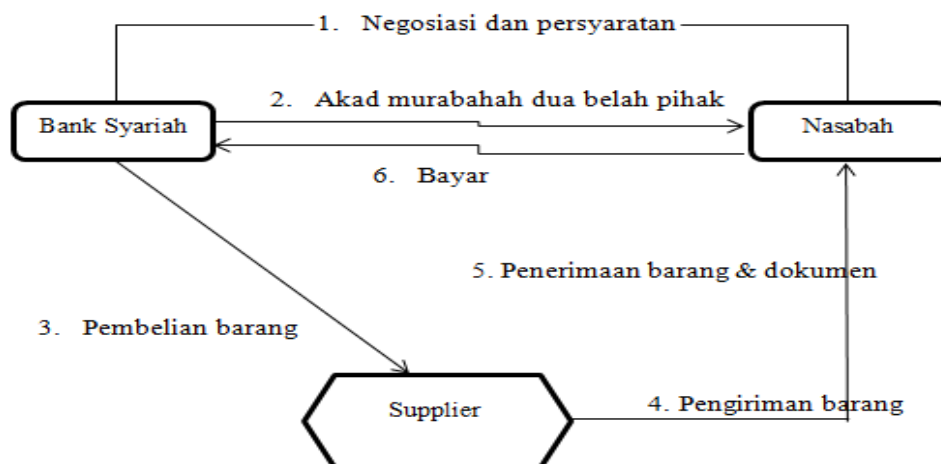 1. Negosiasi dan persyaratan
2. Akad murabahah dua belah pihak
Bank Syariah
Nasabah
6. Bayar
5. Penerimaan barang & dokumen
3. Pembelian barang
Supplier
4. Pengiriman barang